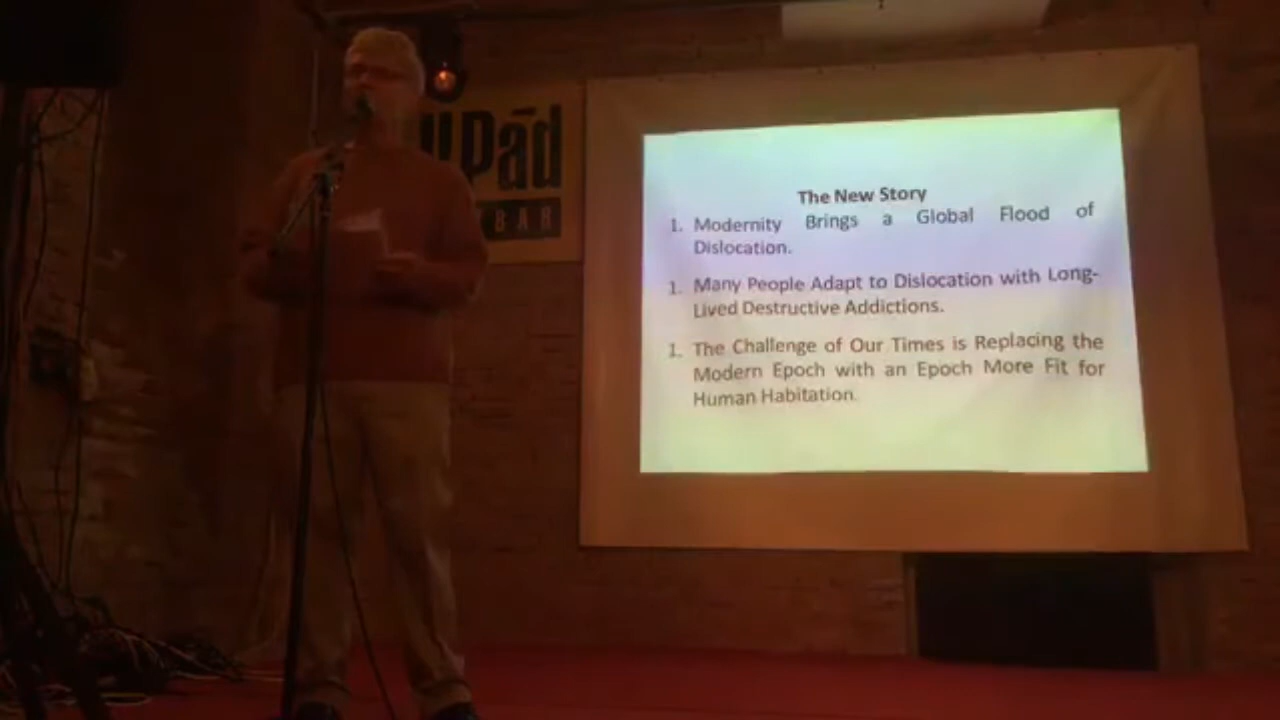 UPad
BAR
The New Story
1. Modernity Brings a Global Flood of
Dislocation.
1. Many People Adapt to Dislocation with Long-
Lived Destructive Addictions.
1. The Challenge of Our Times is Replacing the
Modern Epoch with an Epoch More Fit for
Human Habitation.